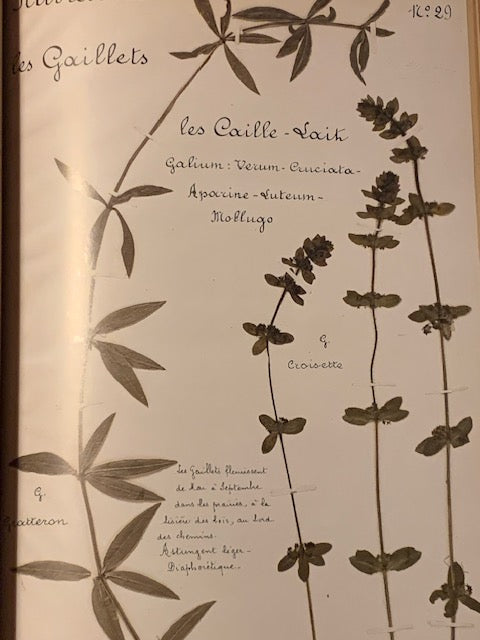 N° 29
les Gaillets
les Caille-Lait
Galium : Verum - Cruciata -
Aparine - Luteum -
Mollugo
G.
Croisette
Les Gaillets fleurissent
de Mai à Septembre
dans les prairies, à la
lisière des bois, au bord
des chemins.
Astringent léger -
Diaphorétique.
G.
Gratteron